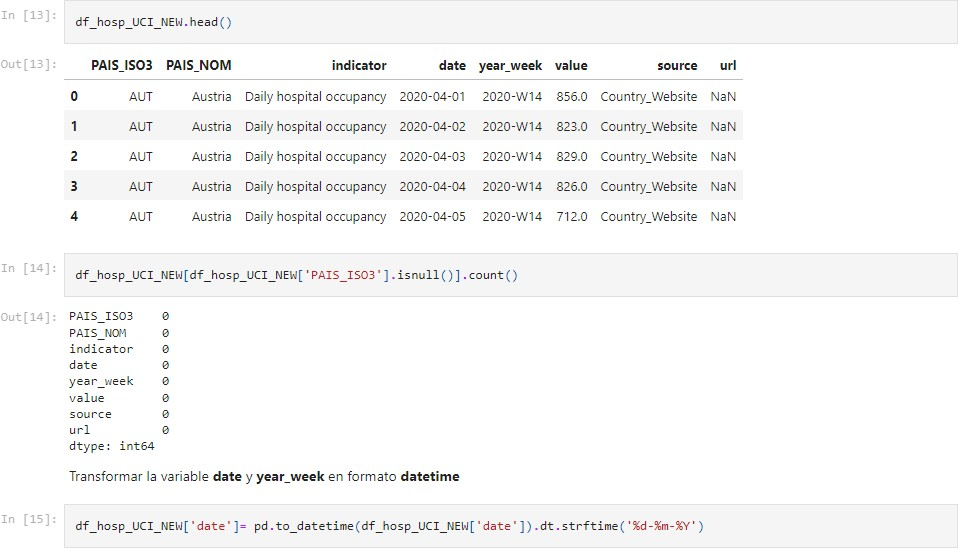 In [13]: df_hosp_UCI_NEW.head()
Out[13]: PAIS_ISO3 PAIS_NOM indicator date year_week value source url
0 AUT Austria Daily hospital occupancy 2020-04-01 2020-W14 856.0 Country_Website NaN
1 AUT Austria Daily hospital occupancy 2020-04-02 2020-W14 823.0 Country_Website NaN
2 AUT Austria Daily hospital occupancy 2020-04-03 2020-W14 829.0 Country_Website NaN
3 AUT Austria Daily hospital occupancy 2020-04-04 2020-W14 826.0 Country_Website NaN
4 AUT Austria Daily hospital occupancy 2020-04-05 2020-W14 712.0 Country_Website NaN
In [14]: df_hosp_UCI_NEW[df_hosp_UCI_NEW['PAIS_ISO3'].isnull()].count()
Out[14]: PAIS_ISO3 0
PAIS_NOM 0
indicator 0
date 0
year_week 0
value 0
source 0
url 0
dtype: int64
Transformar la variable date y year_week en formato datetime
In [15]: df_hosp_UCI_NEW['date']= pd.to_datetime(df_hosp_UCI_NEW['date']).dt.strftime('%d-%m-%Y')